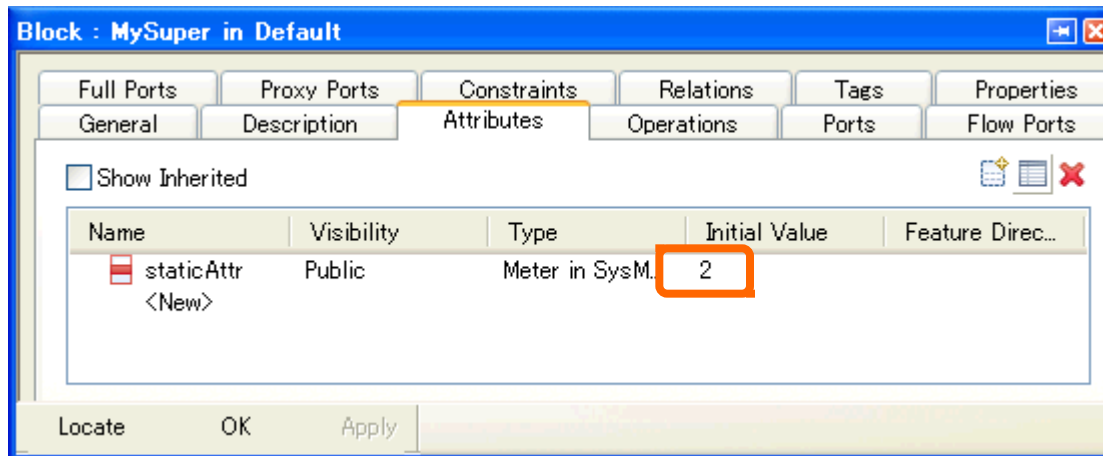 Block : MySuper in Default
Full Ports Proxy Ports Constraints Relations Tags Properties
General Description Attributes Operations Ports Flow Ports
Show Inherited
Name Visibility Type Initial Value Feature Direc...
staticAttr Public Meter in SysM... 2
<New>
Locate OK Apply